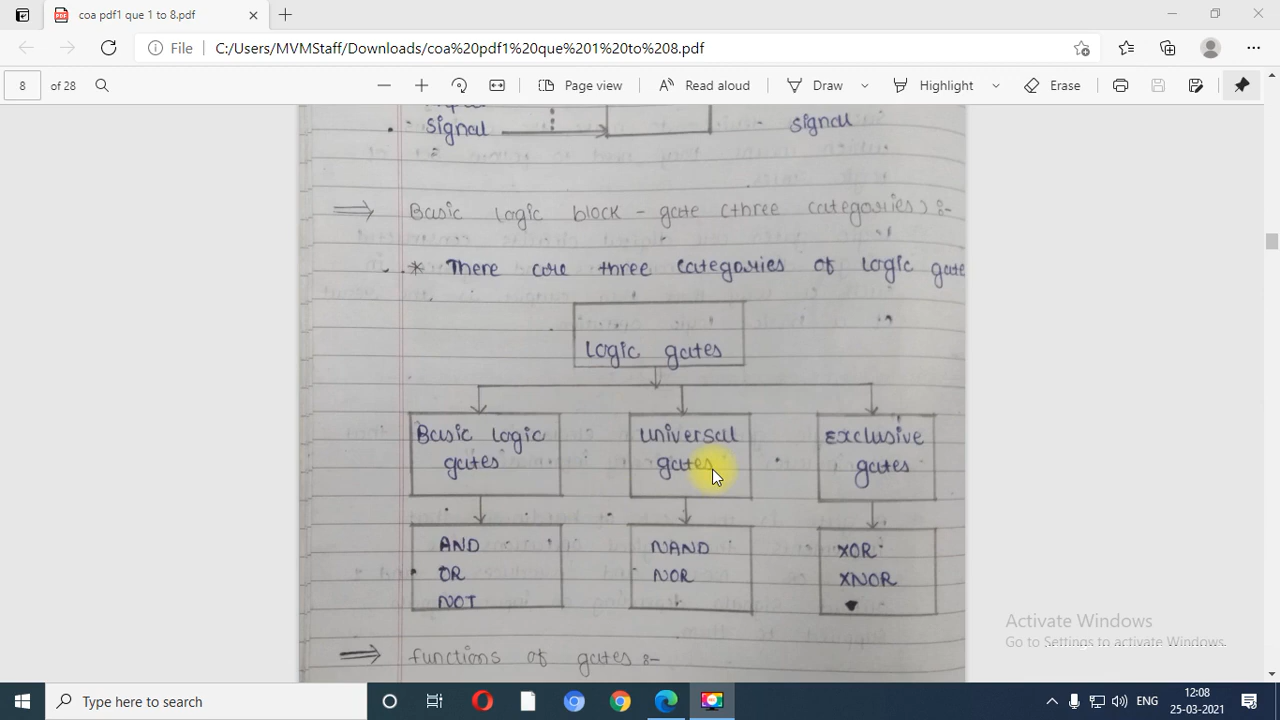 coa pdf1 que 1 to 8.pdf
File
C:/Users/MVMStaff/Downloads/coa%20pdf1%20que%201%20to%208.pdf
8 of 28
Page view
Read aloud
Draw
Highlight
Erase
signal signal
⇒ Basic logic block - gate (three categories) :-
* There are three categories of logic gate
logic gates
Basic logic gates
universal gates
Exclusive gates
AND
OR
NOT
NAND
NOR
XOR
XNOR
⇒ functions of gates :-
Activate Windows
Go to Settings to activate Windows.
Type here to search
ENG
12:08
25-03-2021